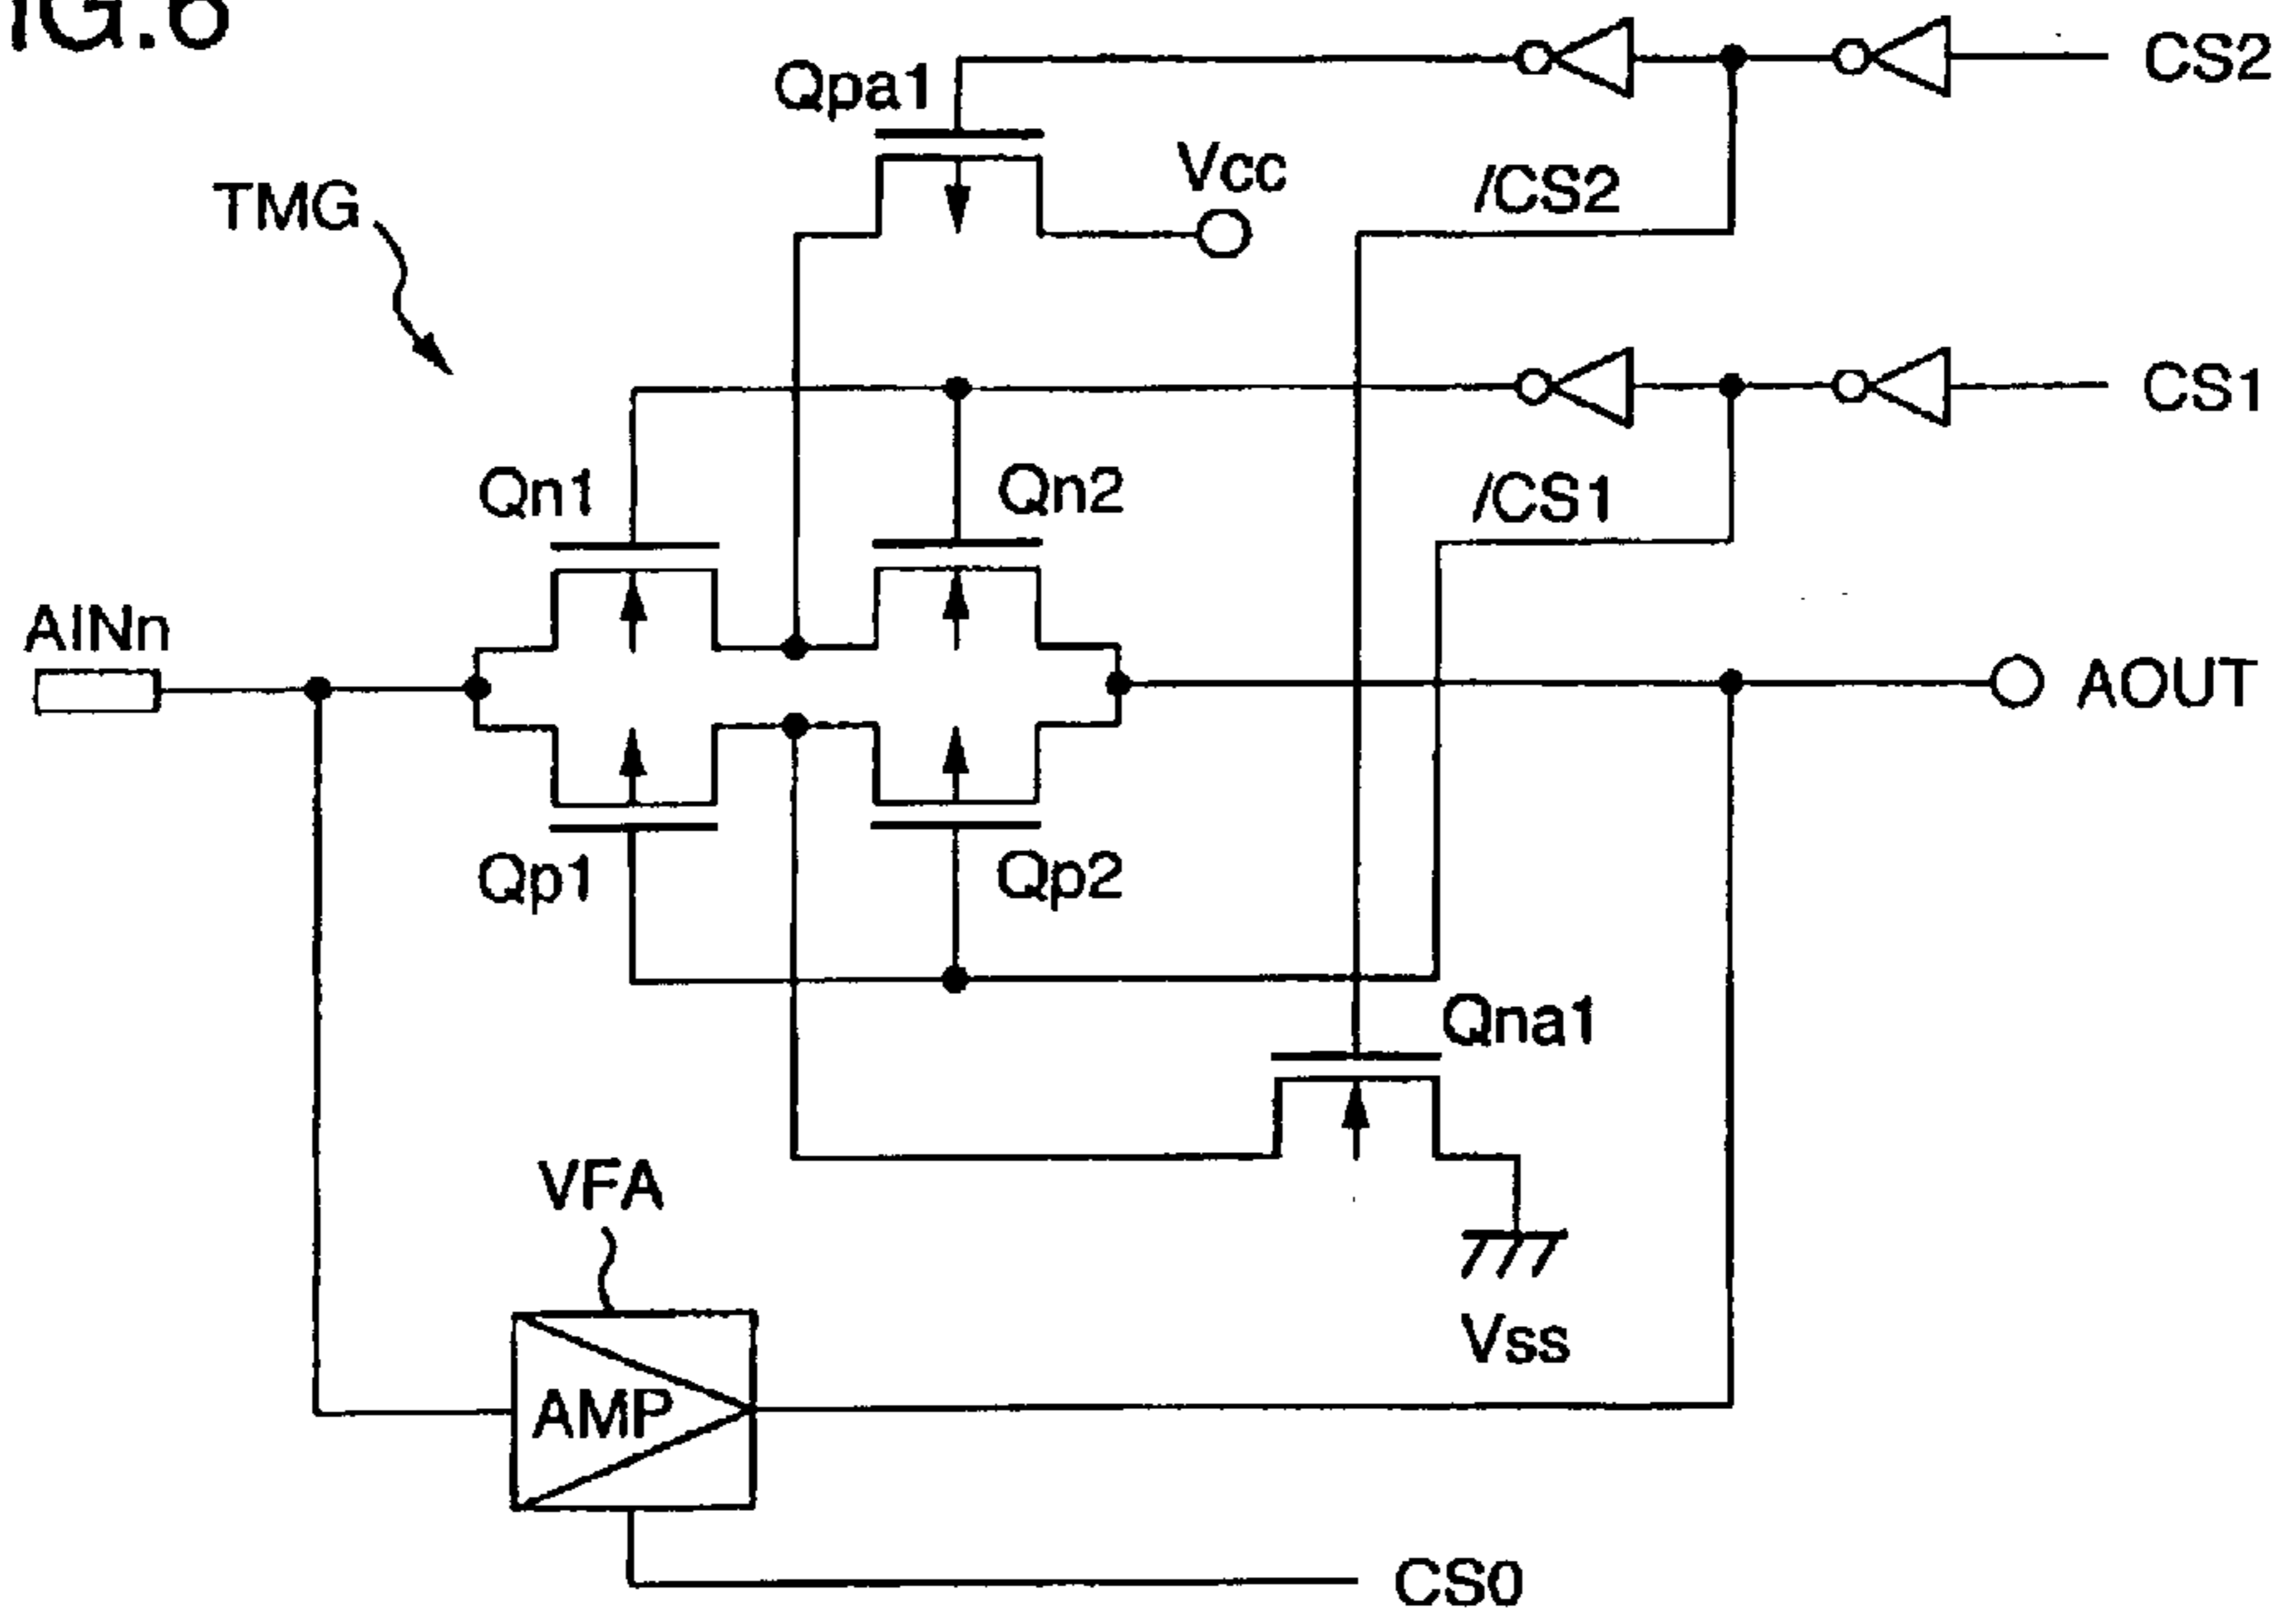 IG.6
CS2
Qpa1
Vcc
/CS2
TMG
CS1
Qn1
Qn2
/CS1
AINn
AOUT
Qp1
Qp2
Qna1
VFA
Vss
AMP
CS0